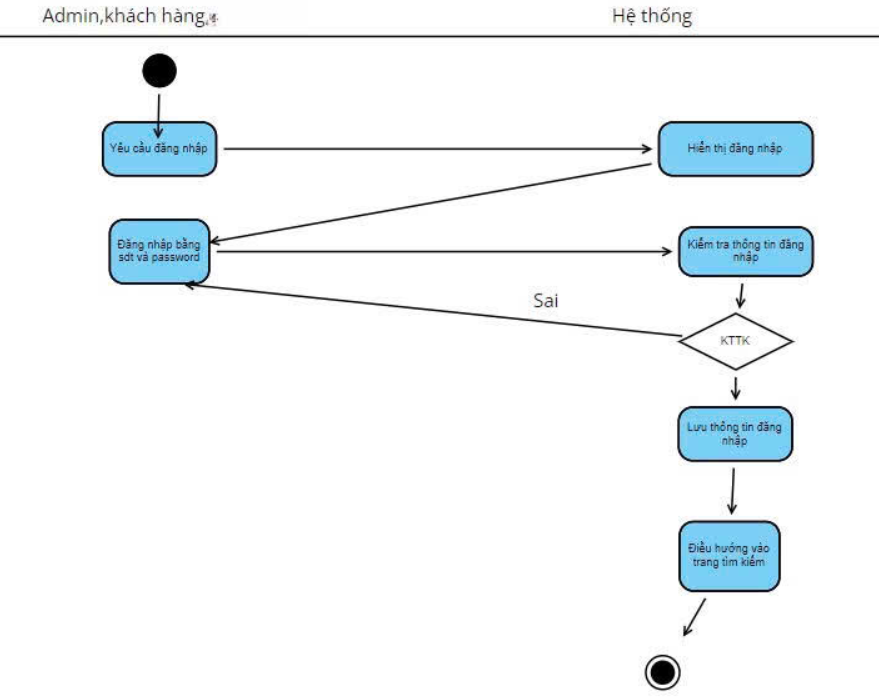 Admin,khách hàng,
Hệ thống
Yêu cầu đăng nhập
Hiển thị đăng nhập
Đăng nhập bằng
sdt và password
Kiểm tra thông tin đăng
nhập
Sai
KTTK
Lưu thông tin đăng
nhập
Điều hướng vào
trang tìm kiếm